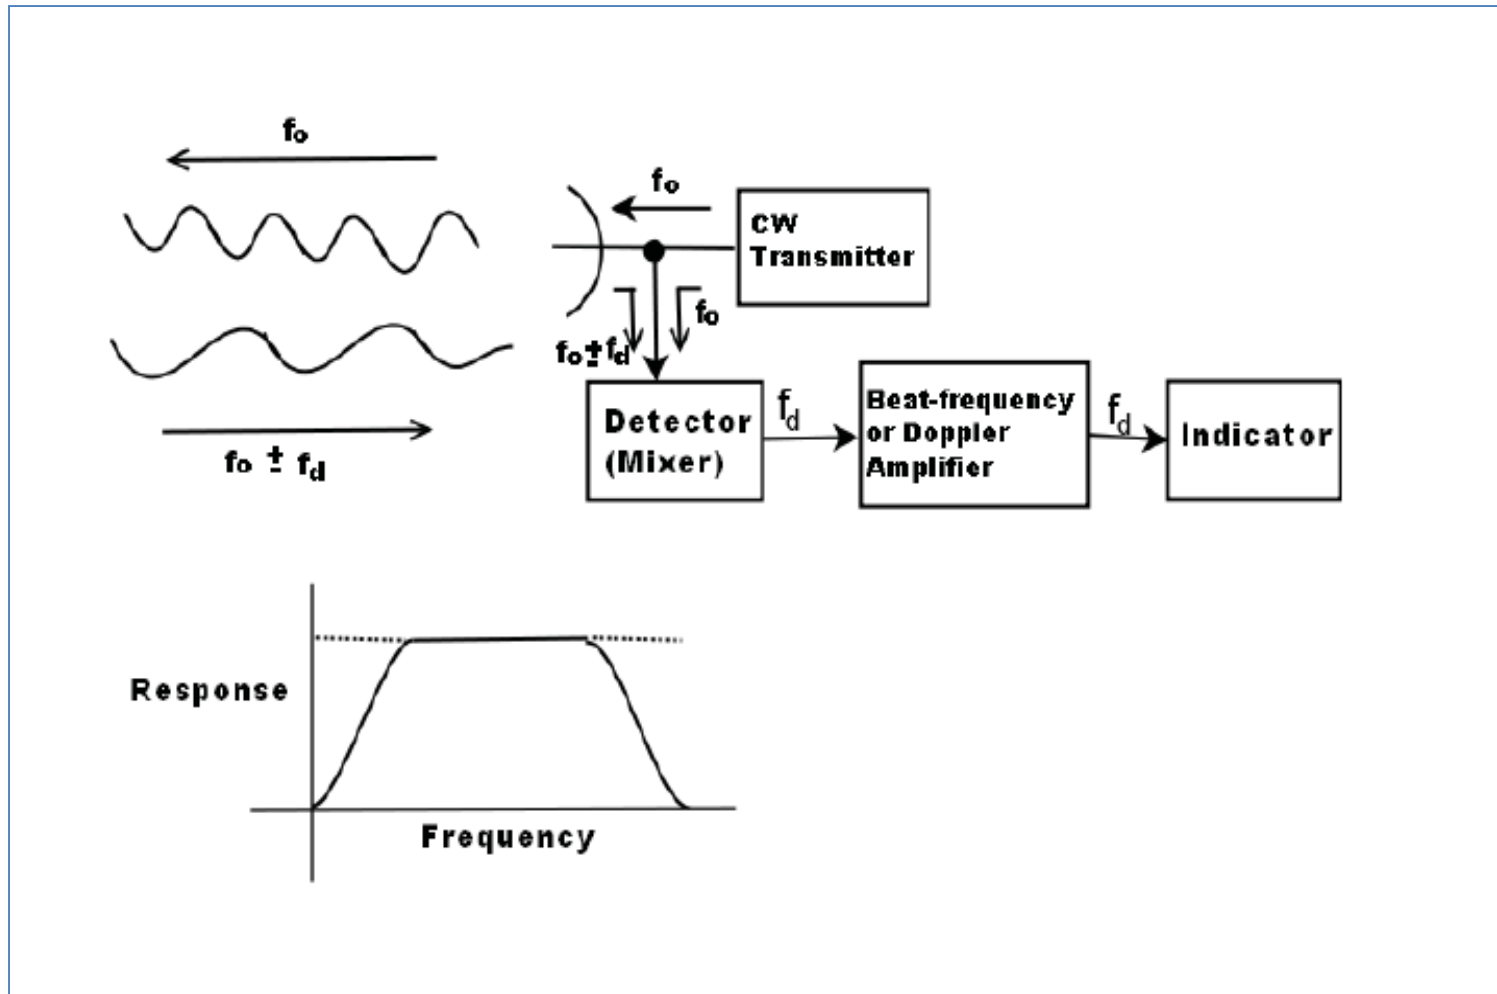 fo
fo
CW
Transmitter
fo
fo ± fd
Detector
(Mixer)
fd
Beat-frequency
or Doppler
Amplifier
fd
Indicator
fo ± fd
Response
Frequency